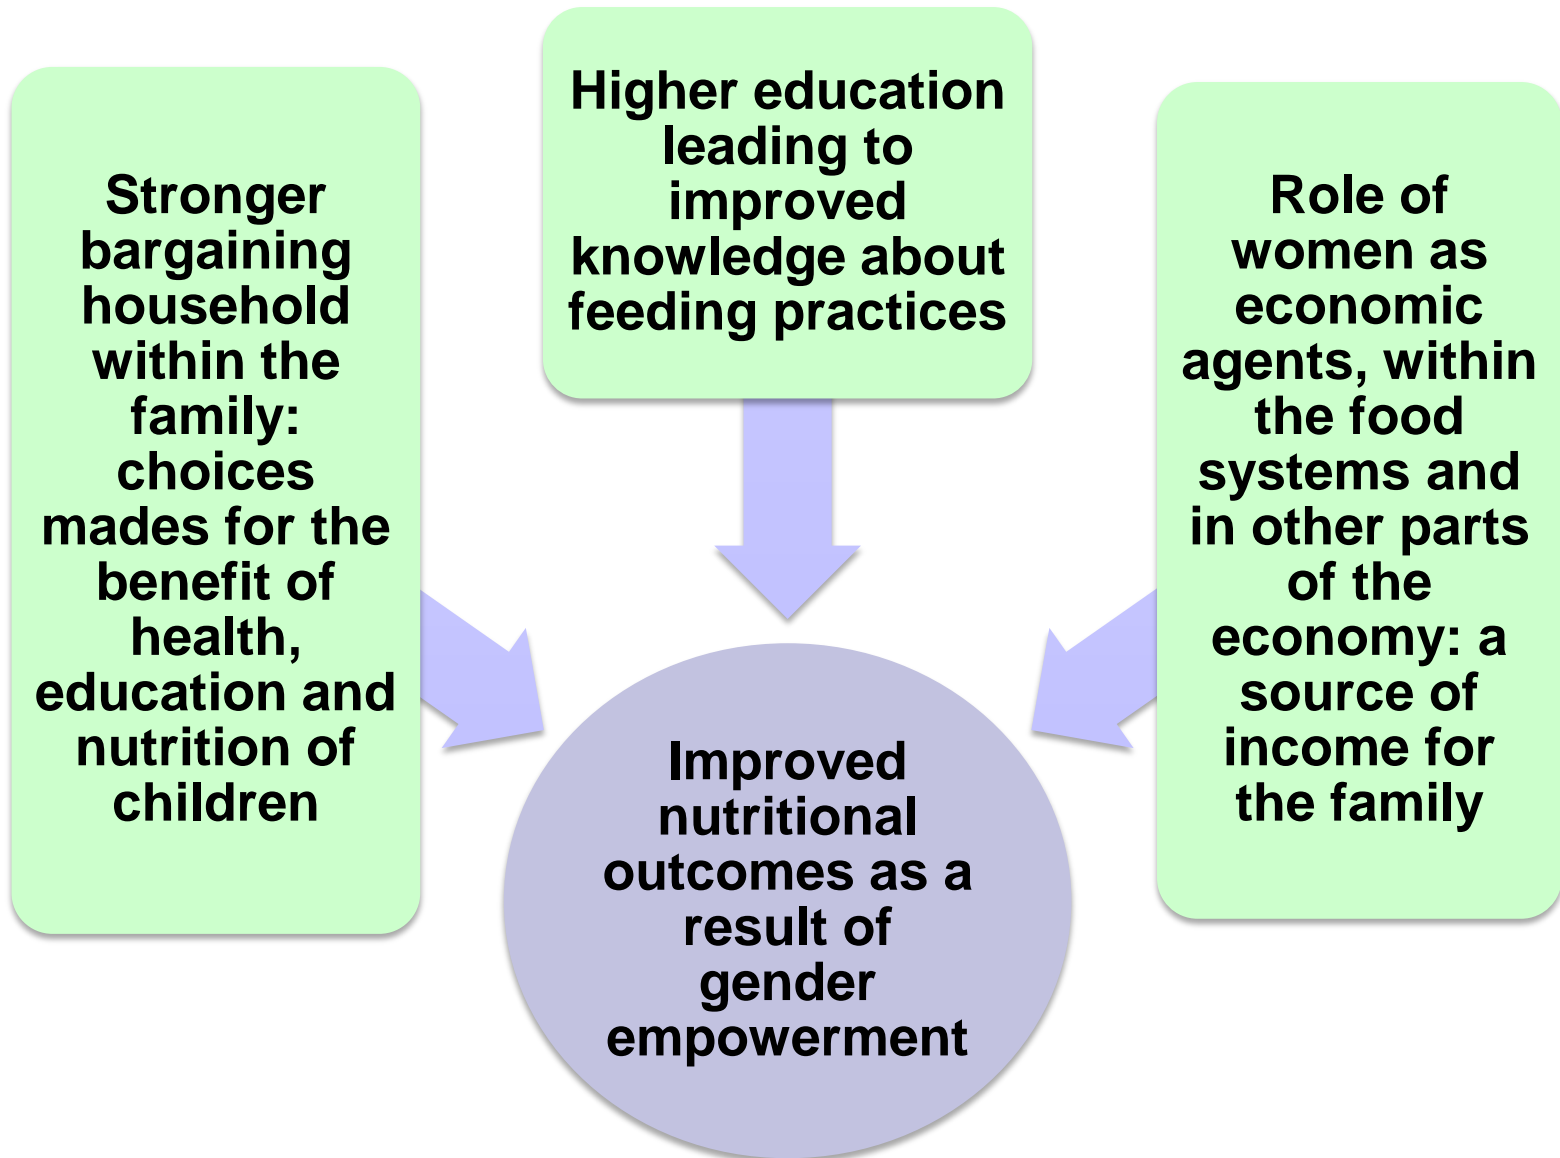 Stronger
bargaining
household
within the
family:
choices
mades for the
benefit of
health,
education and
nutrition of
children
Higher education
leading to
improved
knowledge about
feeding practices
Role of
women as
economic
agents, within
the food
systems and
in other parts
of the
economy: a
source of
income for
the family
Improved
nutritional
outcomes as a
result of
gender
empowerment